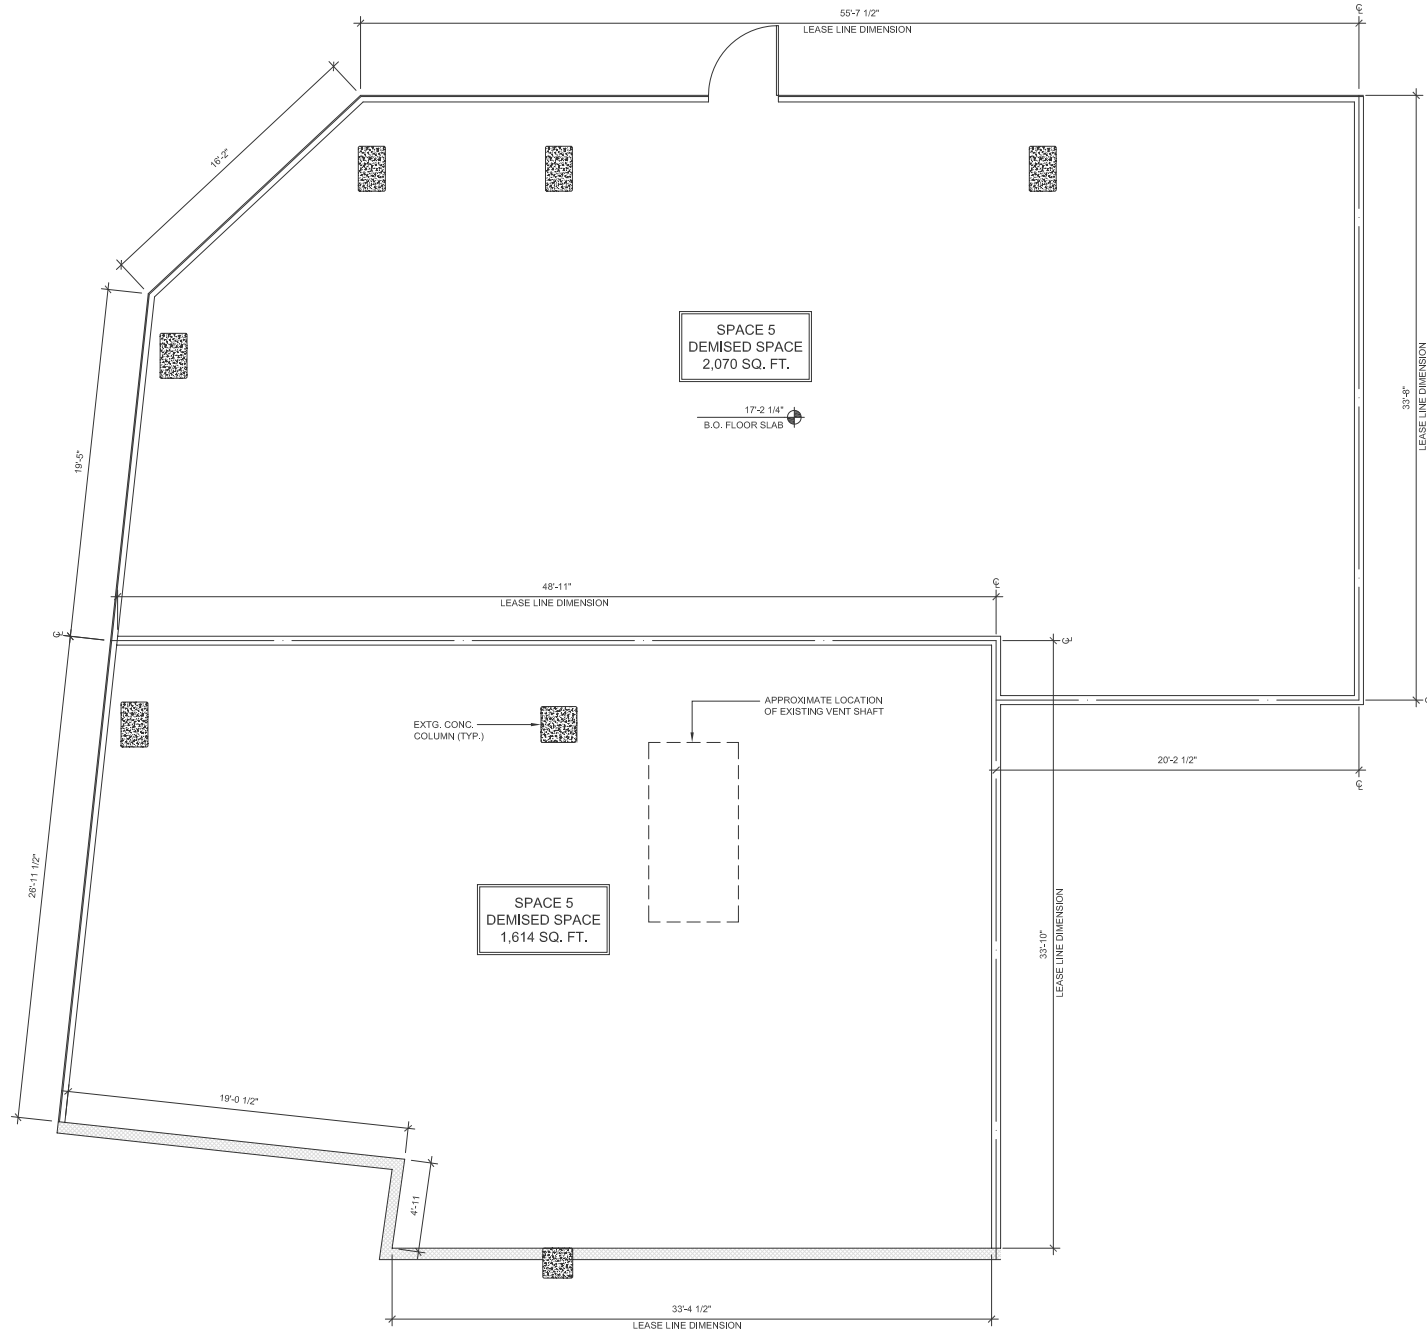 55'-7 1/2"
LEASE LINE DIMENSION
℄
16'-2"
SPACE 5
DEMISED SPACE
2,070 SQ. FT.
17'-2 1/4"
B.O. FLOOR SLAB
33'-8"
LEASE LINE DIMENSION
19'-5"
48'-11"
LEASE LINE DIMENSION
℄
℄
℄
℄
APPROXIMATE LOCATION
OF EXISTING VENT SHAFT
EXTG. CONC.
COLUMN (TYP.)
20'-2 1/2"
℄
26'-11 1/2"
SPACE 5
DEMISED SPACE
1,614 SQ. FT.
33'-10"
LEASE LINE DIMENSION
19'-0 1/2"
4'-11
33'-4 1/2"
LEASE LINE DIMENSION